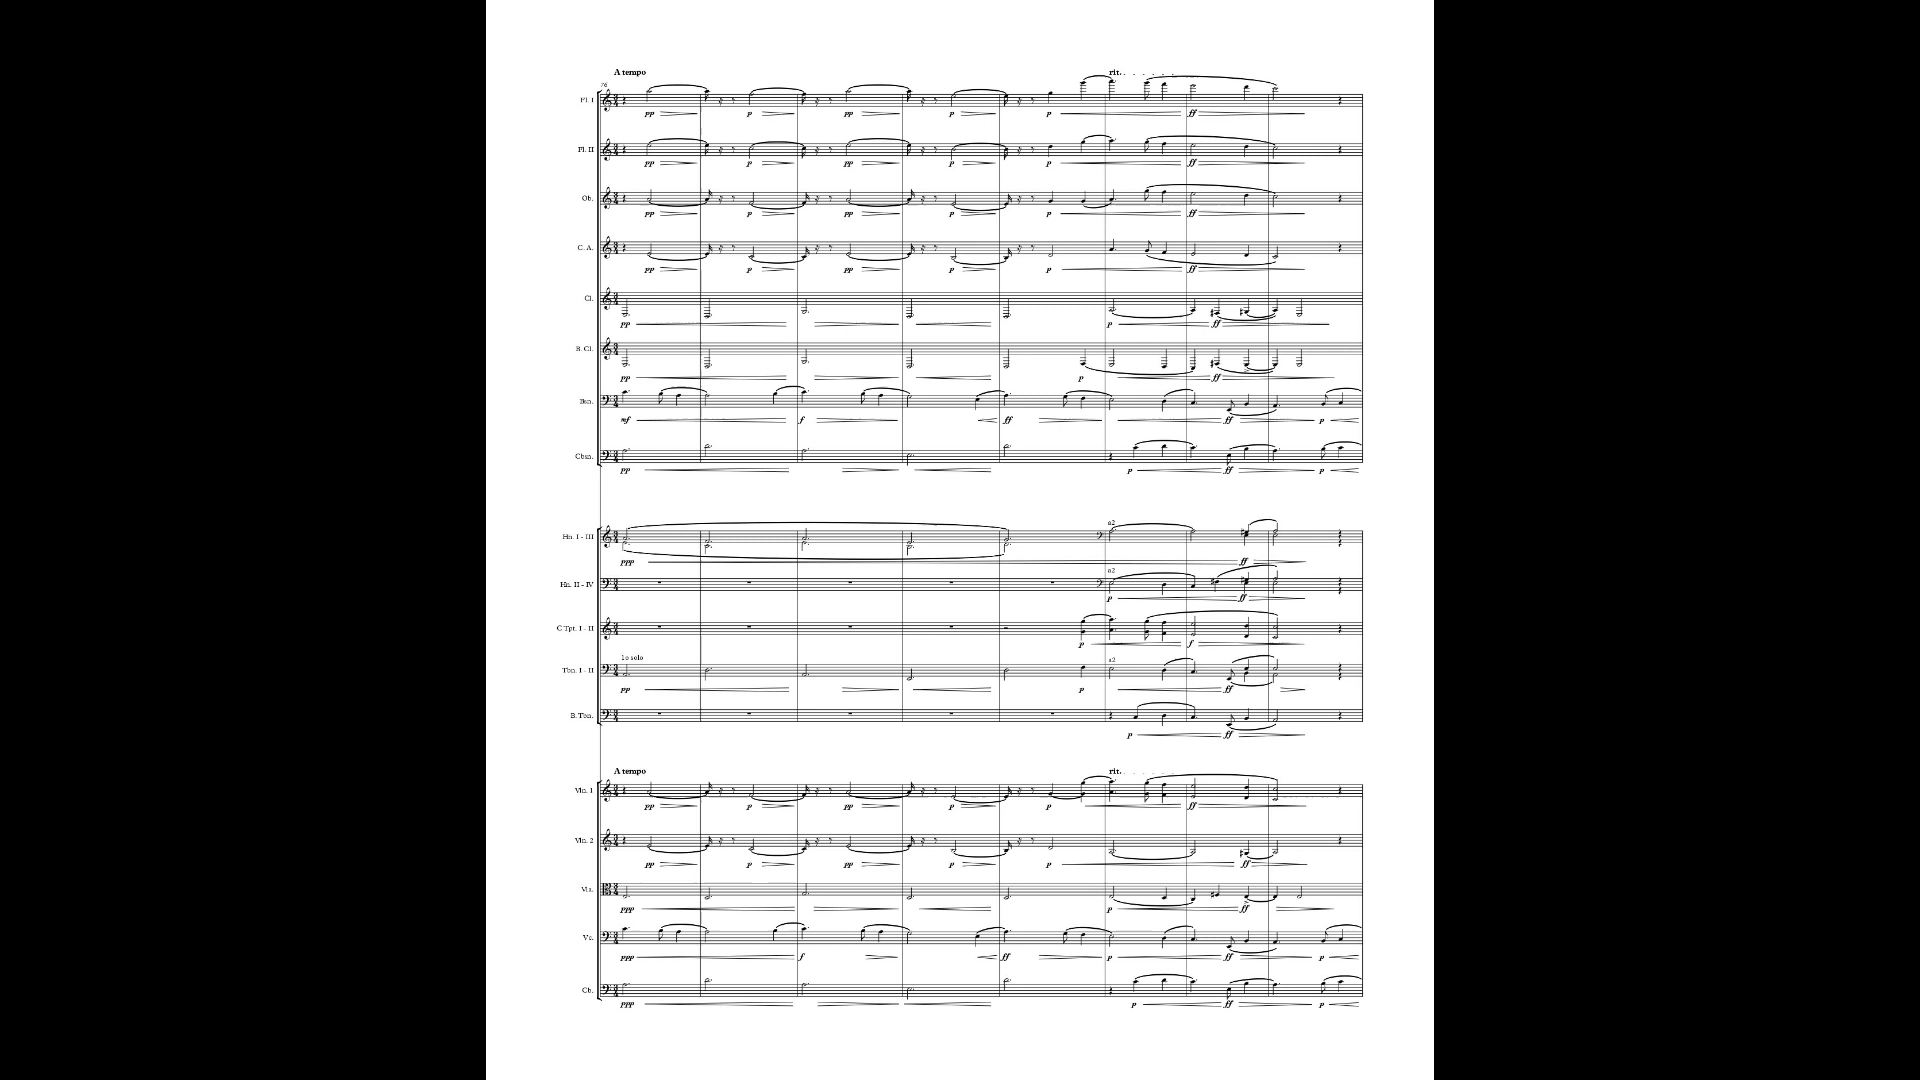 A tempo rit.
76
Fl. I
pp p pp p p ff
Fl. II
pp p pp p p ff
Ob.
pp p pp p p ff
C. A.
pp p pp p p ff
Cl.
pp p ff
B. Cl.
pp p ff
Bsn.
mf f ff ff p
Cbsn.
pp p ff p
a2
Hn. I - III
ppp ff
a2
Hn. II - IV
p ff
C Tpt. I - II
p f
1o solo a2
Tbn. I - II
pp p ff
B. Tbn.
p ff
A tempo rit.
Vln. 1
pp p pp p p ff
Vln. 2
pp p pp p p ff
Vla.
ppp p ff
Vc.
ppp f ff p ff p
Cb.
ppp p ff p